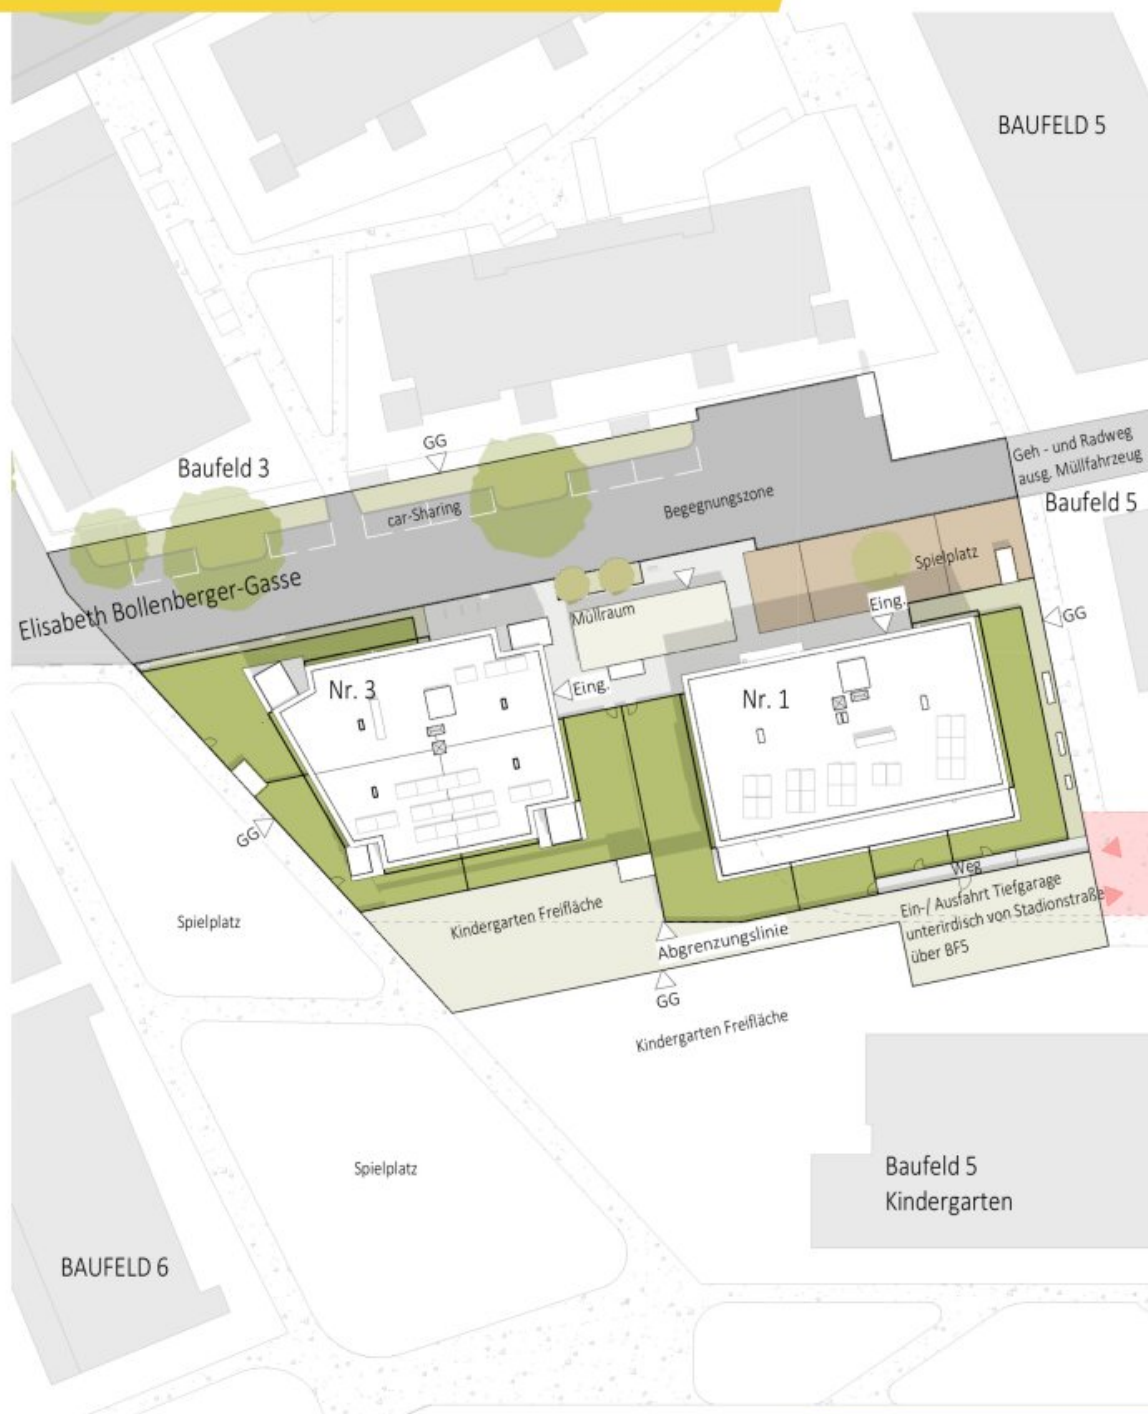 BAUFELD 5
GG
Baufeld 3
Geh - und Radweg
ausg. Müllfahrzeug
car-Sharing
Begegnungszone
Baufeld 5
Spielplatz
Elisabeth Bollenberger-Gasse
Müllraum
Eing.
GG
Nr. 3
Eing.
Nr. 1
GG
Weg
Spielplatz
Kindergarten Freifläche
Ein-/ Ausfahrt Tiefgarage
unterirdisch von Stadionstraße
über BF5
Abgrenzungslinie
GG
Kindergarten Freifläche
Spielplatz
Baufeld 5
Kindergarten
BAUFELD 6